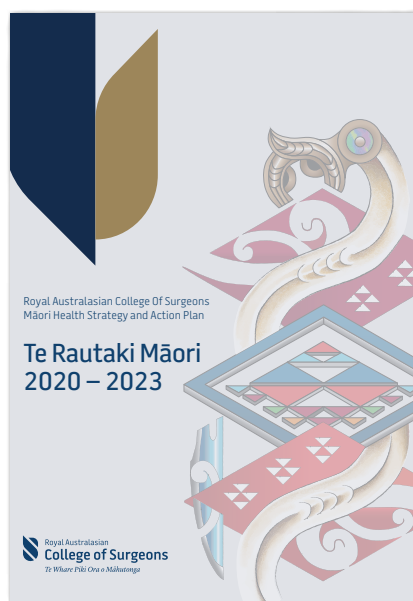 Royal Australasian College Of Surgeons
Māori Health Strategy and Action Plan
Te Rautaki Māori
2020 – 2023
Royal Australasian
College of Surgeons
Te Whare Piki Ora o Māhutonga